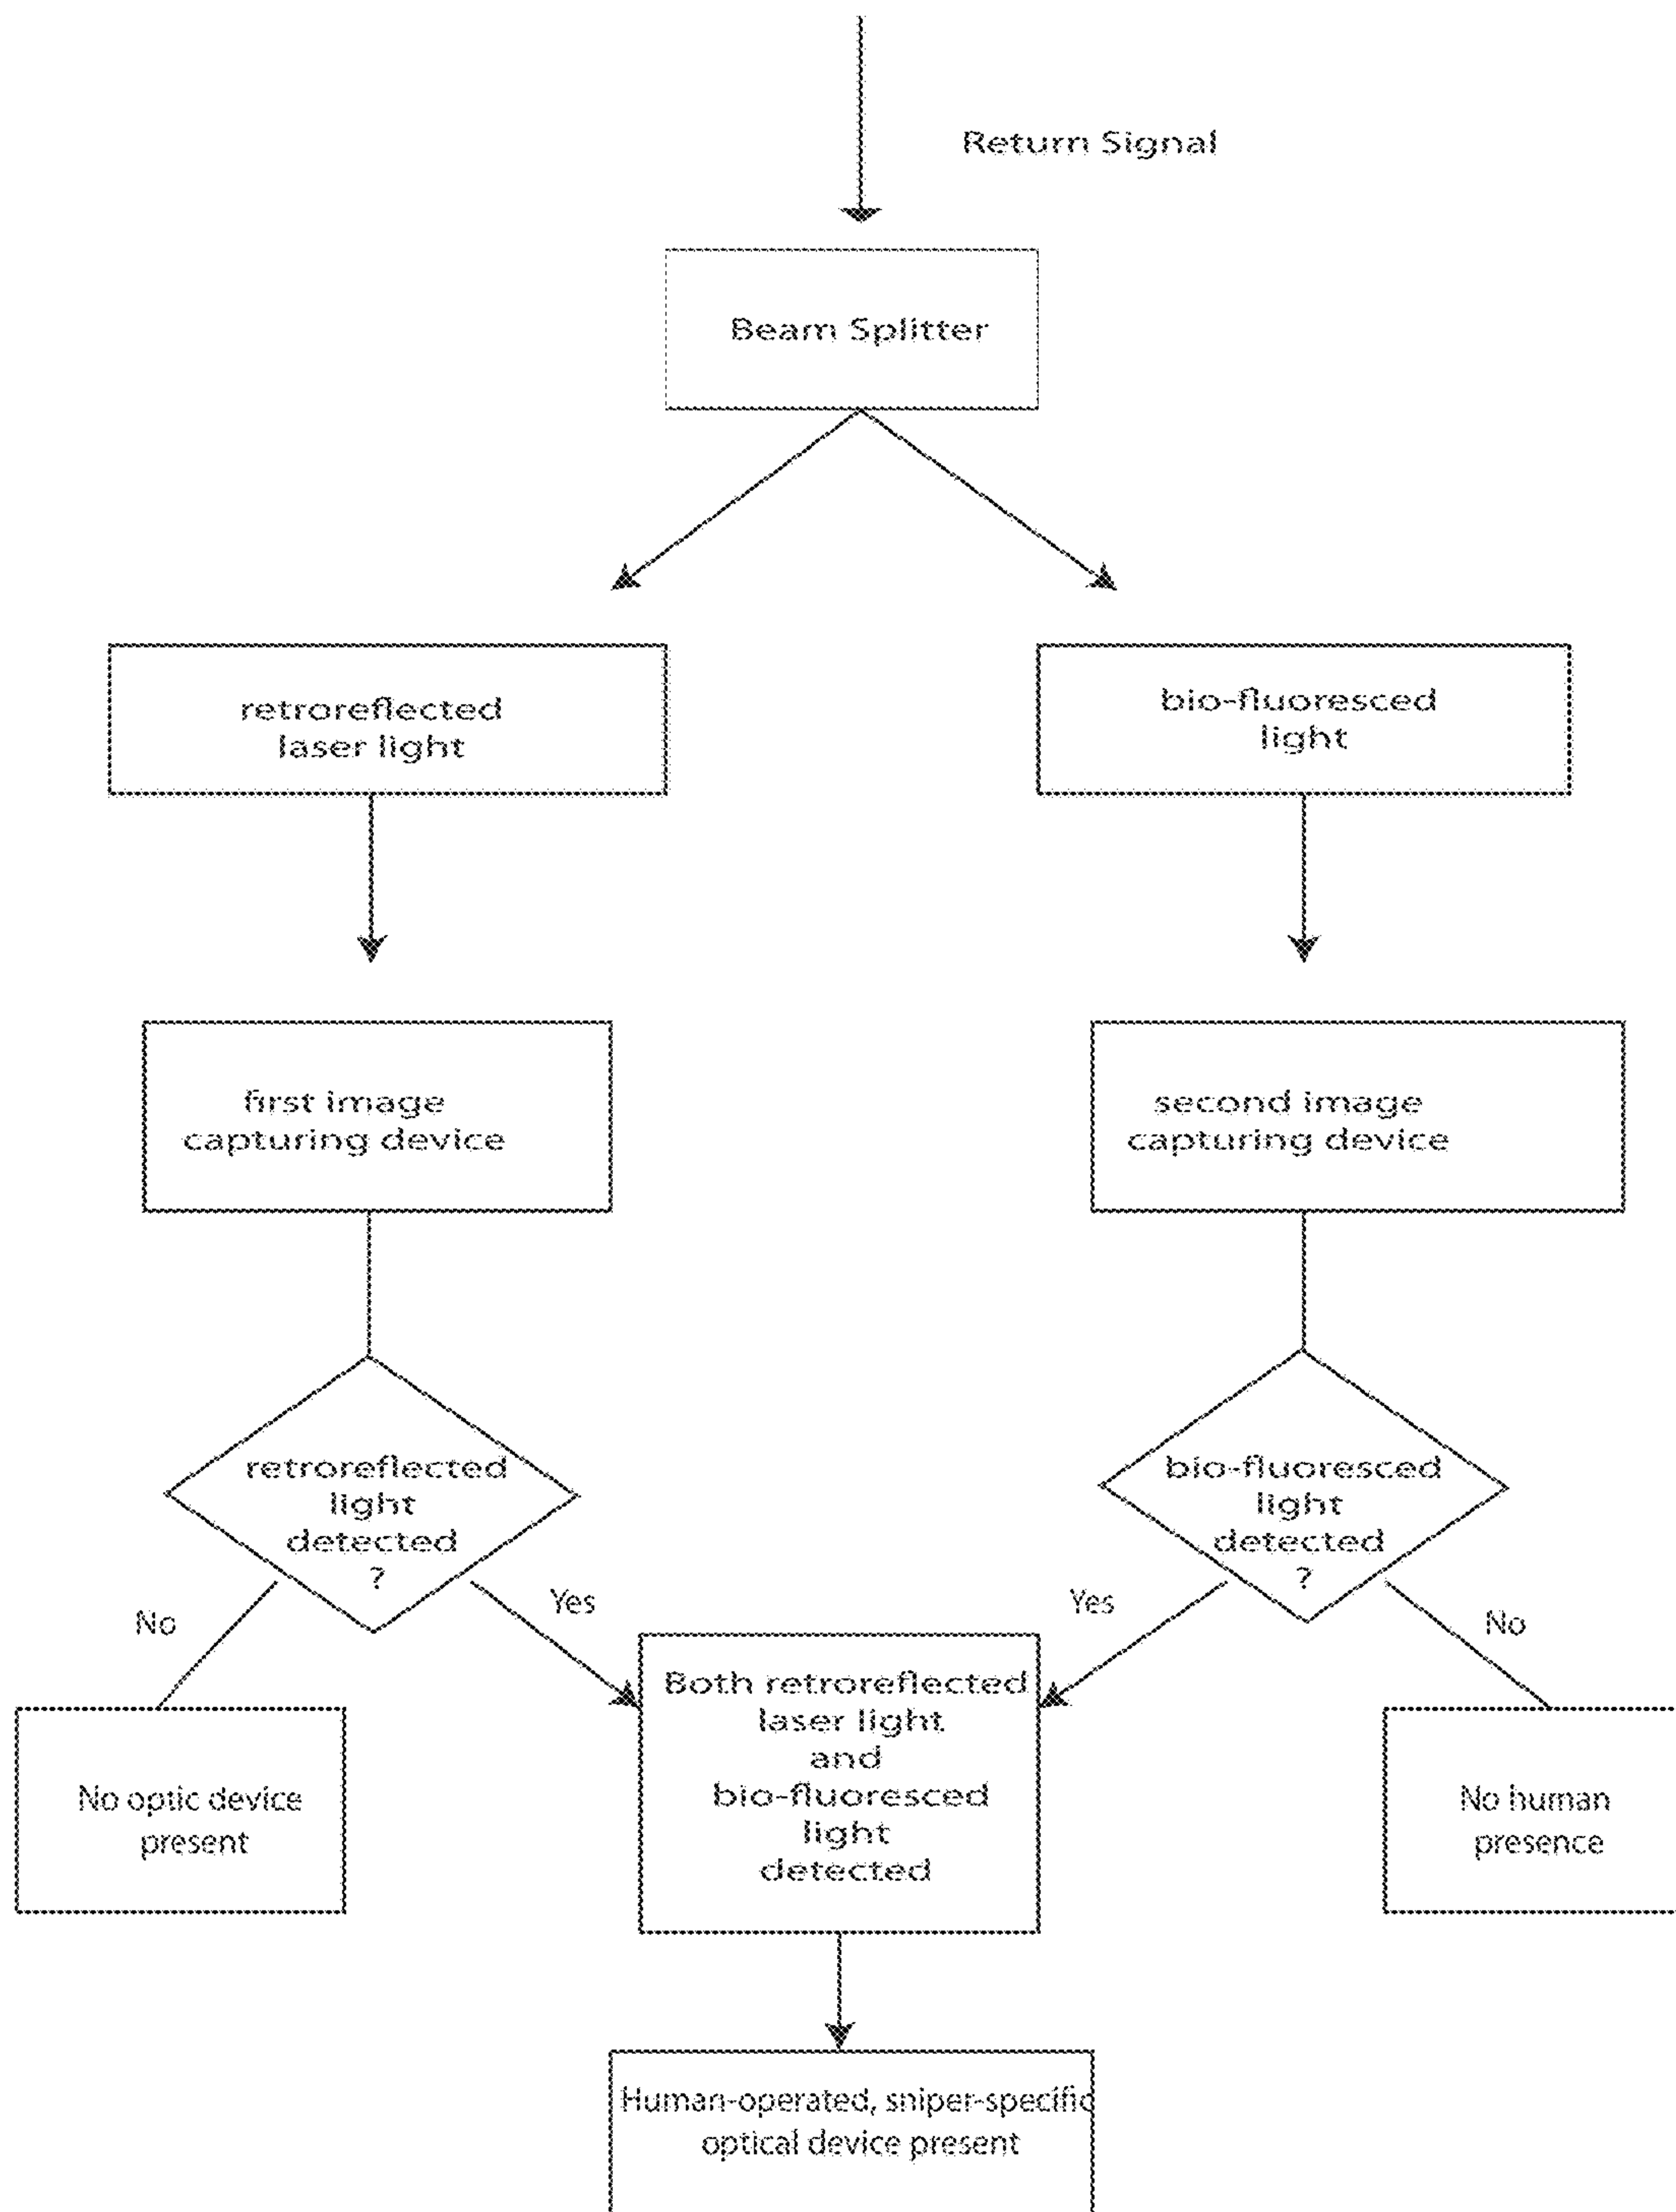 Return Signal
Beam Splitter
retroreflected
laser light
bio-fluoresced
light
first image
capturing device
second image
capturing device
retroreflected
light
detected
?
bio-fluoresced
light
detected
?
No
Yes
Yes
No
Both retroreflected
laser light
and
bio-fluoresced
light
detected
No optic device
present
No human
presence
Human-operated, sniper-specific
optical device present